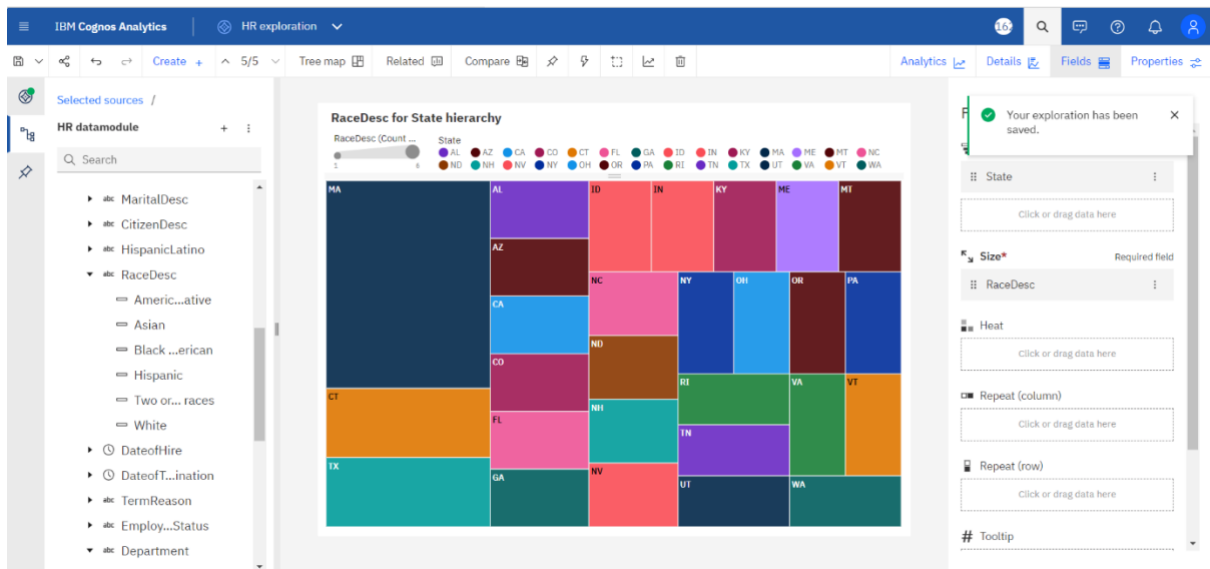 IBM Cognos Analytics HR exploration
Create + 5/5 Tree map Related Compare Analytics Details Fields Properties
Selected sources /
HR datamodule
Search
abc MaritalDesc
abc CitizenDesc
abc HispanicLatino
abc RaceDesc
Americ...ative
Asian
Black ...erican
Hispanic
Two or... races
White
DateofHire
DateofT...ination
abc TermReason
abc Employ...Status
abc Department
RaceDesc for State hierarchy
RaceDesc (Count ...
State
AL AZ CA CO CT FL GA ID IN KY MA ME MT NC
ND NH NV NY OH OR PA RI TN TX UT VA VT WA
MA AL ID IN KY ME MT
AZ
NC NY OH OR PA
CA
ND
CO
RI VA VT
CT
NH
FL
TN
TX
NV
GA
UT WA
Your exploration has been
saved.
State
Click or drag data here
Size* Required field
RaceDesc
Heat
Click or drag data here
Repeat (column)
Click or drag data here
Repeat (row)
Click or drag data here
Tooltip